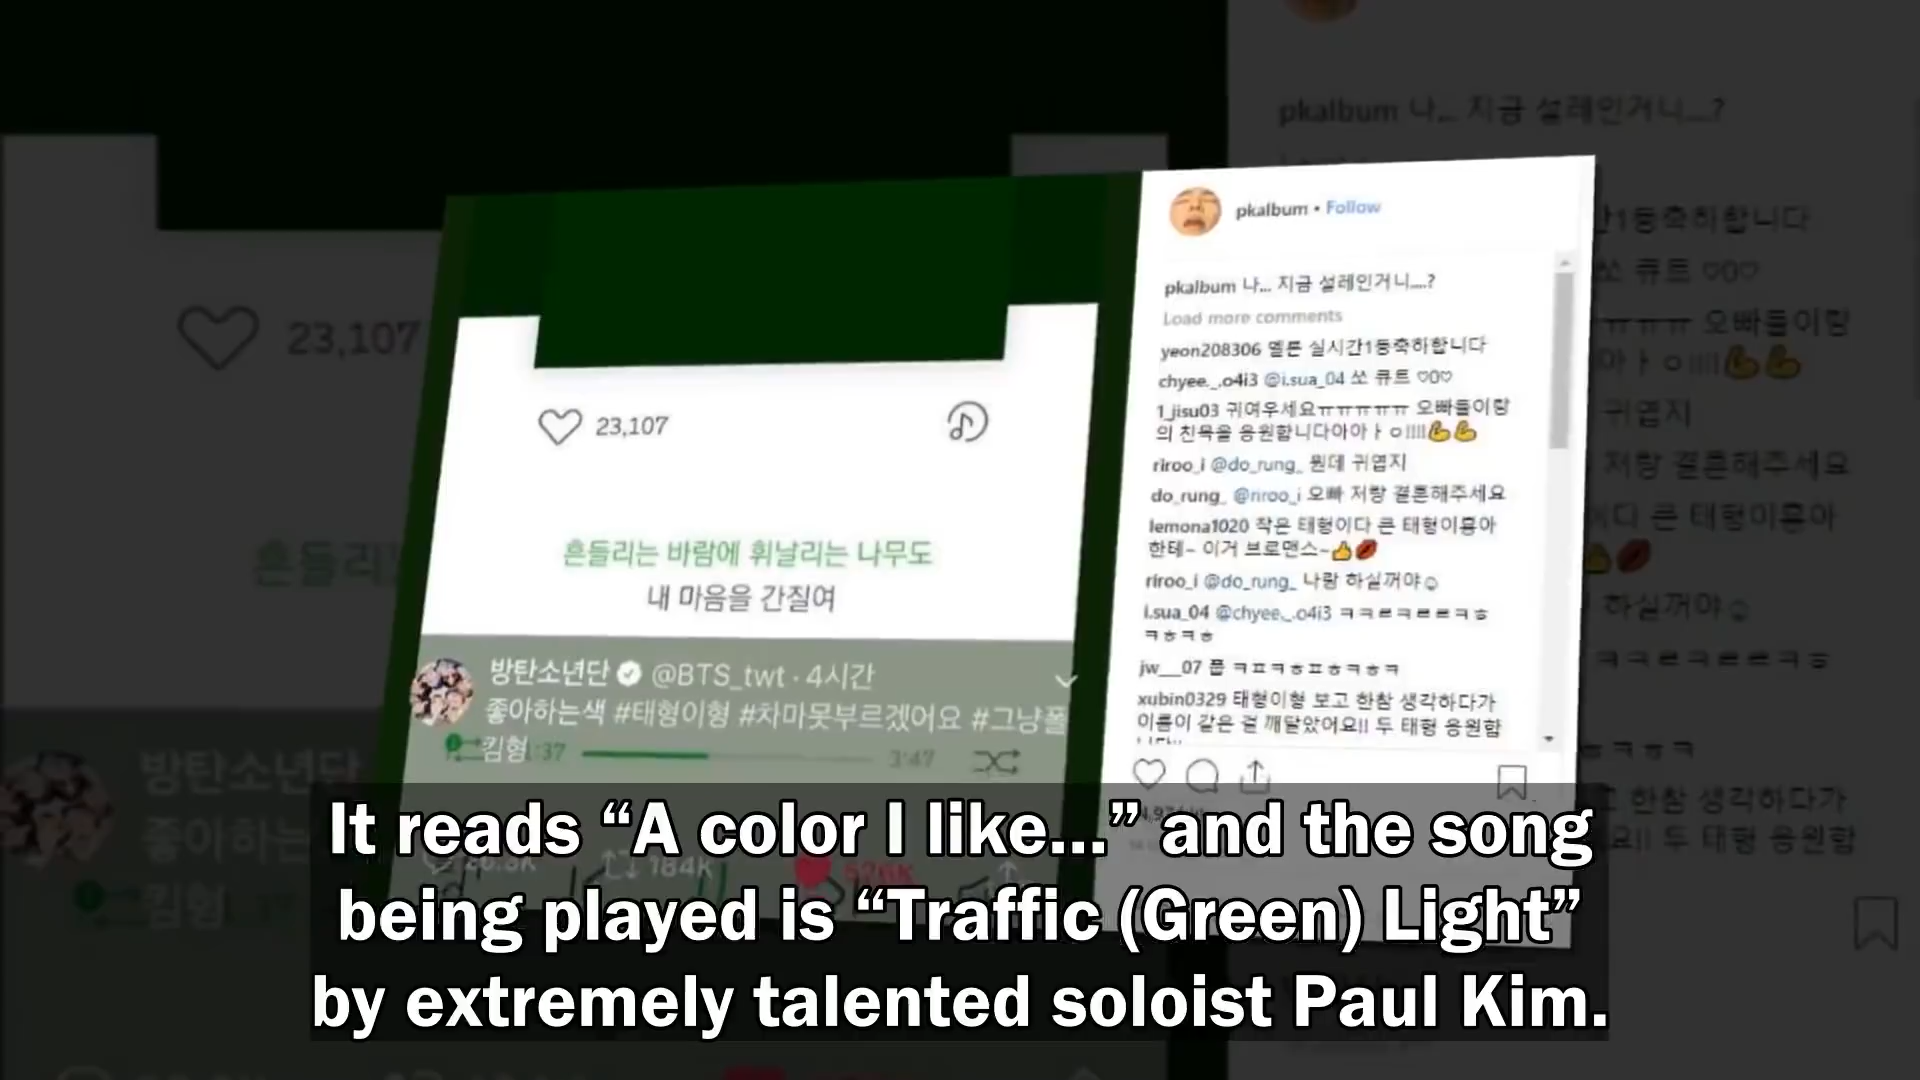 pkalbum • Follow
pkalbum 나... 지금 설레인거니....?
Load more comments
yeon208306 멜론 실시간1등축하합니다
chyee._.o4i3 @i.sua_04 쏘 큐트 ♡0♡
1_jisu03 귀여우세요ㅠㅠㅠㅠㅠ 오빠들이랑
의 친목을 응원합니다아아ㅏㅇ!!!!💪💪
riroo_i @do_rung_ 뭔데 귀엽지
do_rung_ @riroo_i 오빠 저랑 결혼해주세요
lemona1020 작은 태형이다 큰 태형이흉아
한테~ 이거 브로맨스~👍💋
riroo_i @do_rung_ 나랑 하실꺼야☺
i.sua_04 @chyee._.o4i3 ㅋㅋㄹㅋㄹㄹㅋㅎ
ㅋㅎㅋㅎ
jw___07 풉 ㅋㅍㅋㅎㅍㅎㅋㅎㅋ
xubin0329 태형이형 보고 한참 생각하다가
이름이 같은 걸 깨달았어요!! 두 태형 응원합
23,107
흔들리는 바람에 휘날리는 나무도
내 마음을 간질여
방탄소년단 @BTS_twt · 4시간
좋아하는색 #태형이형 #차마못부르겠어요 #그냥폴
킴형
:37
3:47
184K
It reads “A color I like...” and the song
being played is “Traffic (Green) Light”
by extremely talented soloist Paul Kim.